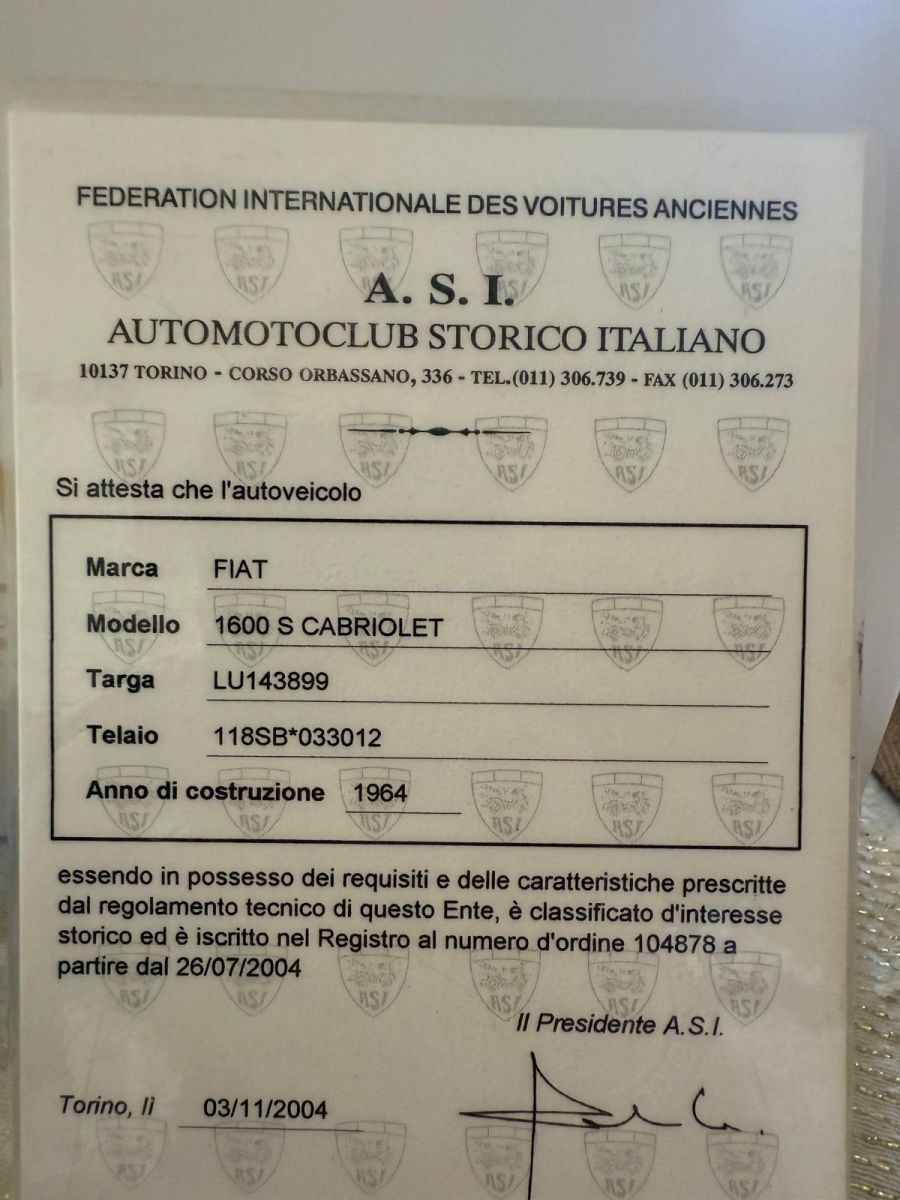 FEDERATION INTERNATIONALE DES VOITURES ANCIENNES
A. S. I.
AUTOMOTOCLUB STORICO ITALIANO
10137 TORINO - CORSO ORBASSANO, 336 - TEL.(011) 306.739 - FAX (011) 306.273
Si attesta che l'autoveicolo
Marca FIAT
Modello 1600 S CABRIOLET
Targa LU143899
Telaio 118SB*033012
Anno di costruzione 1964
essendo in possesso dei requisiti e delle caratteristiche prescritte
dal regolamento tecnico di questo Ente, è classificato d'interesse
storico ed è iscritto nel Registro al numero d'ordine 104878 a
partire dal 26/07/2004
Il Presidente A.S.I.
Torino, lì 03/11/2004